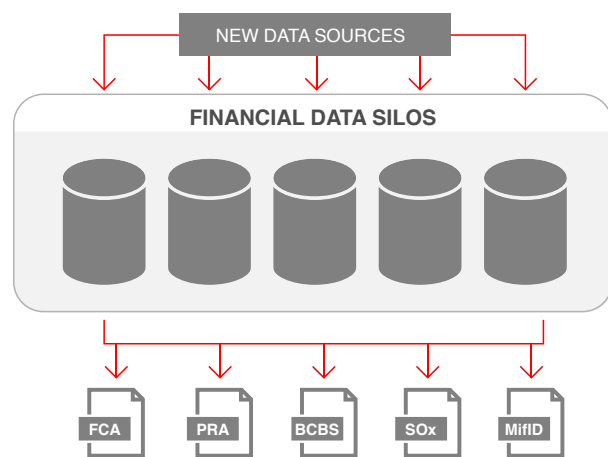 NEW DATA SOURCES
FINANCIAL DATA SILOS
FCA
PRA
BCBS
SOx
MifID